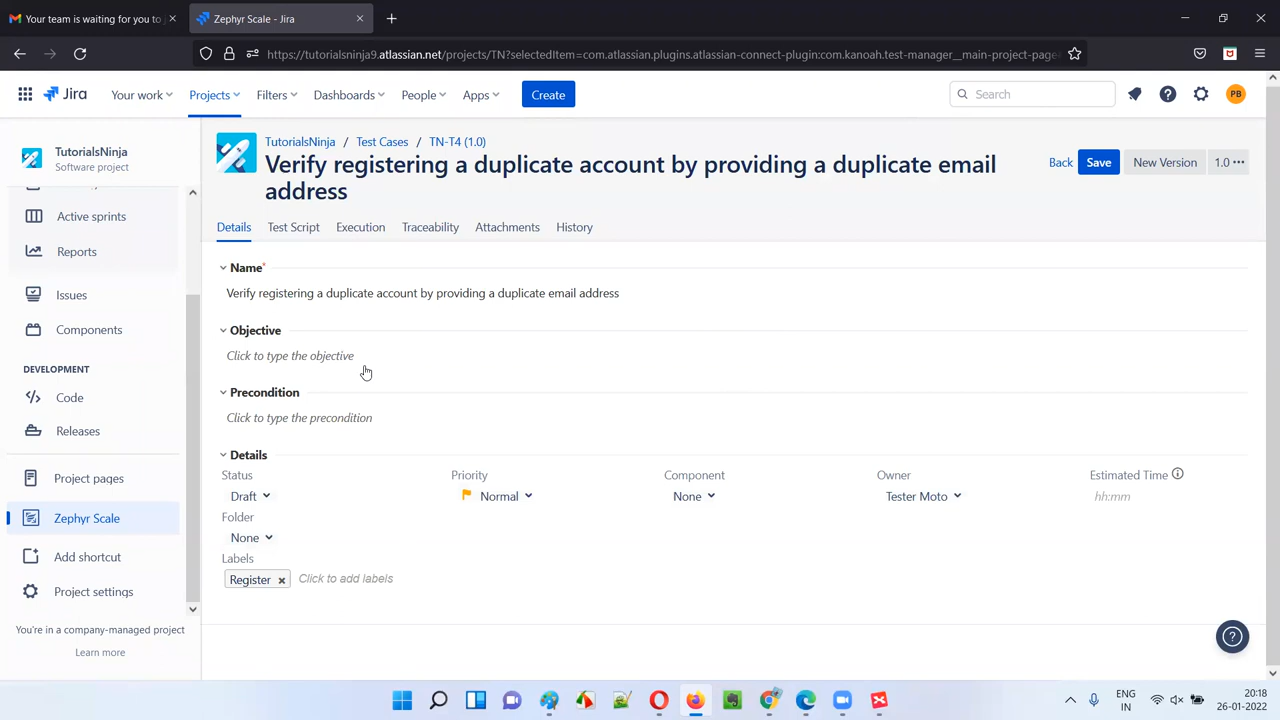 Your team is waiting for you to j
Zephyr Scale - Jira
https://tutorialsninja9.atlassian.net/projects/TN?selectedItem=com.atlassian.plugins.atlassian-connect-plugin:com.kanoah.test-manager__main-project-page
Jira
Your work
Projects
Filters
Dashboards
People
Apps
Create
Search
PB
TutorialsNinja
Software project
Active sprints
Reports
Issues
Components
DEVELOPMENT
Code
Releases
Project pages
Zephyr Scale
Add shortcut
Project settings
You're in a company-managed project
Learn more
TutorialsNinja / Test Cases / TN-T4 (1.0)
Verify registering a duplicate account by providing a duplicate email
address
Back
Save
New Version
1.0
Details
Test Script
Execution
Traceability
Attachments
History
Name*
Verify registering a duplicate account by providing a duplicate email address
Objective
Click to type the objective
Precondition
Click to type the precondition
Details
Status
Priority
Component
Owner
Estimated Time
Draft
Normal
None
Tester Moto
hh:mm
Folder
None
Labels
Register
Click to add labels
ENG
IN
20:18
26-01-2022